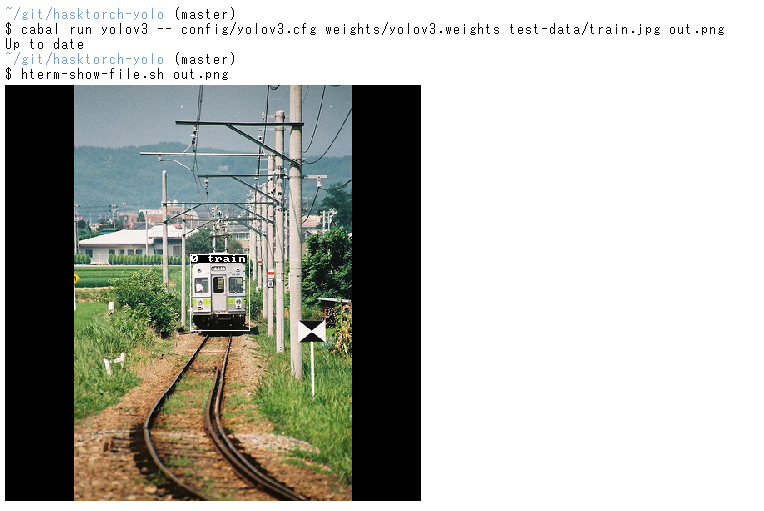 ~/git/hasktorch-yolo (master)
$ cabal run yolov3 -- config/yolov3.cfg weights/yolov3.weights test-data/train.jpg out.png
Up to date
~/git/hasktorch-yolo (master)
$ hterm-show-file.sh out.png
0 train